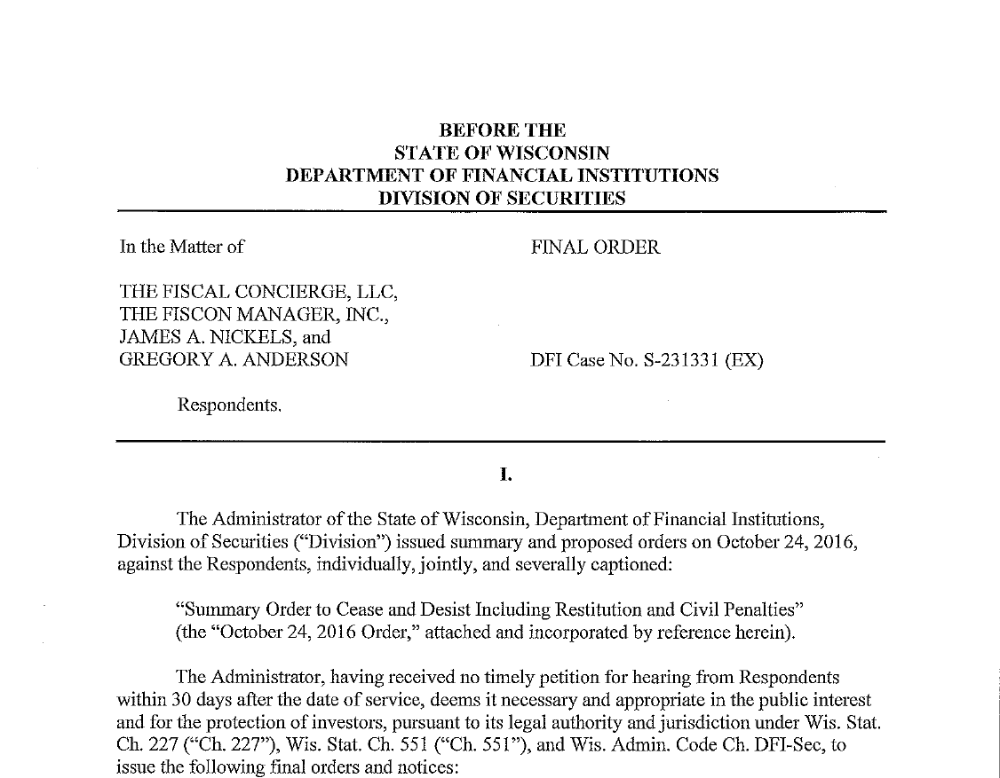 BEFORE THE
STATE OF WISCONSIN
DEPARTMENT OF FINANCIAL INSTITUTIONS
DIVISION OF SECURITIES
In the Matter of
FINAL ORDER
THE FISCAL CONCIERGE, LLC,
THE FISCON MANAGER, INC.,
JAMES A. NICKELS, and
GREGORY A. ANDERSON
DFI Case No. S-231331 (EX)
Respondents.
I.
The Administrator of the State of Wisconsin, Department of Financial Institutions,
Division of Securities (“Division”) issued summary and proposed orders on October 24, 2016,
against the Respondents, individually, jointly, and severally captioned:
“Summary Order to Cease and Desist Including Restitution and Civil Penalties”
(the “October 24, 2016 Order,” attached and incorporated by reference herein).
The Administrator, having received no timely petition for hearing from Respondents
within 30 days after the date of service, deems it necessary and appropriate in the public interest
and for the protection of investors, pursuant to its legal authority and jurisdiction under Wis. Stat.
Ch. 227 (“Ch. 227”), Wis. Stat. Ch. 551 (“Ch. 551”), and Wis. Admin. Code Ch. DFI-Sec, to
issue the following final orders and notices: